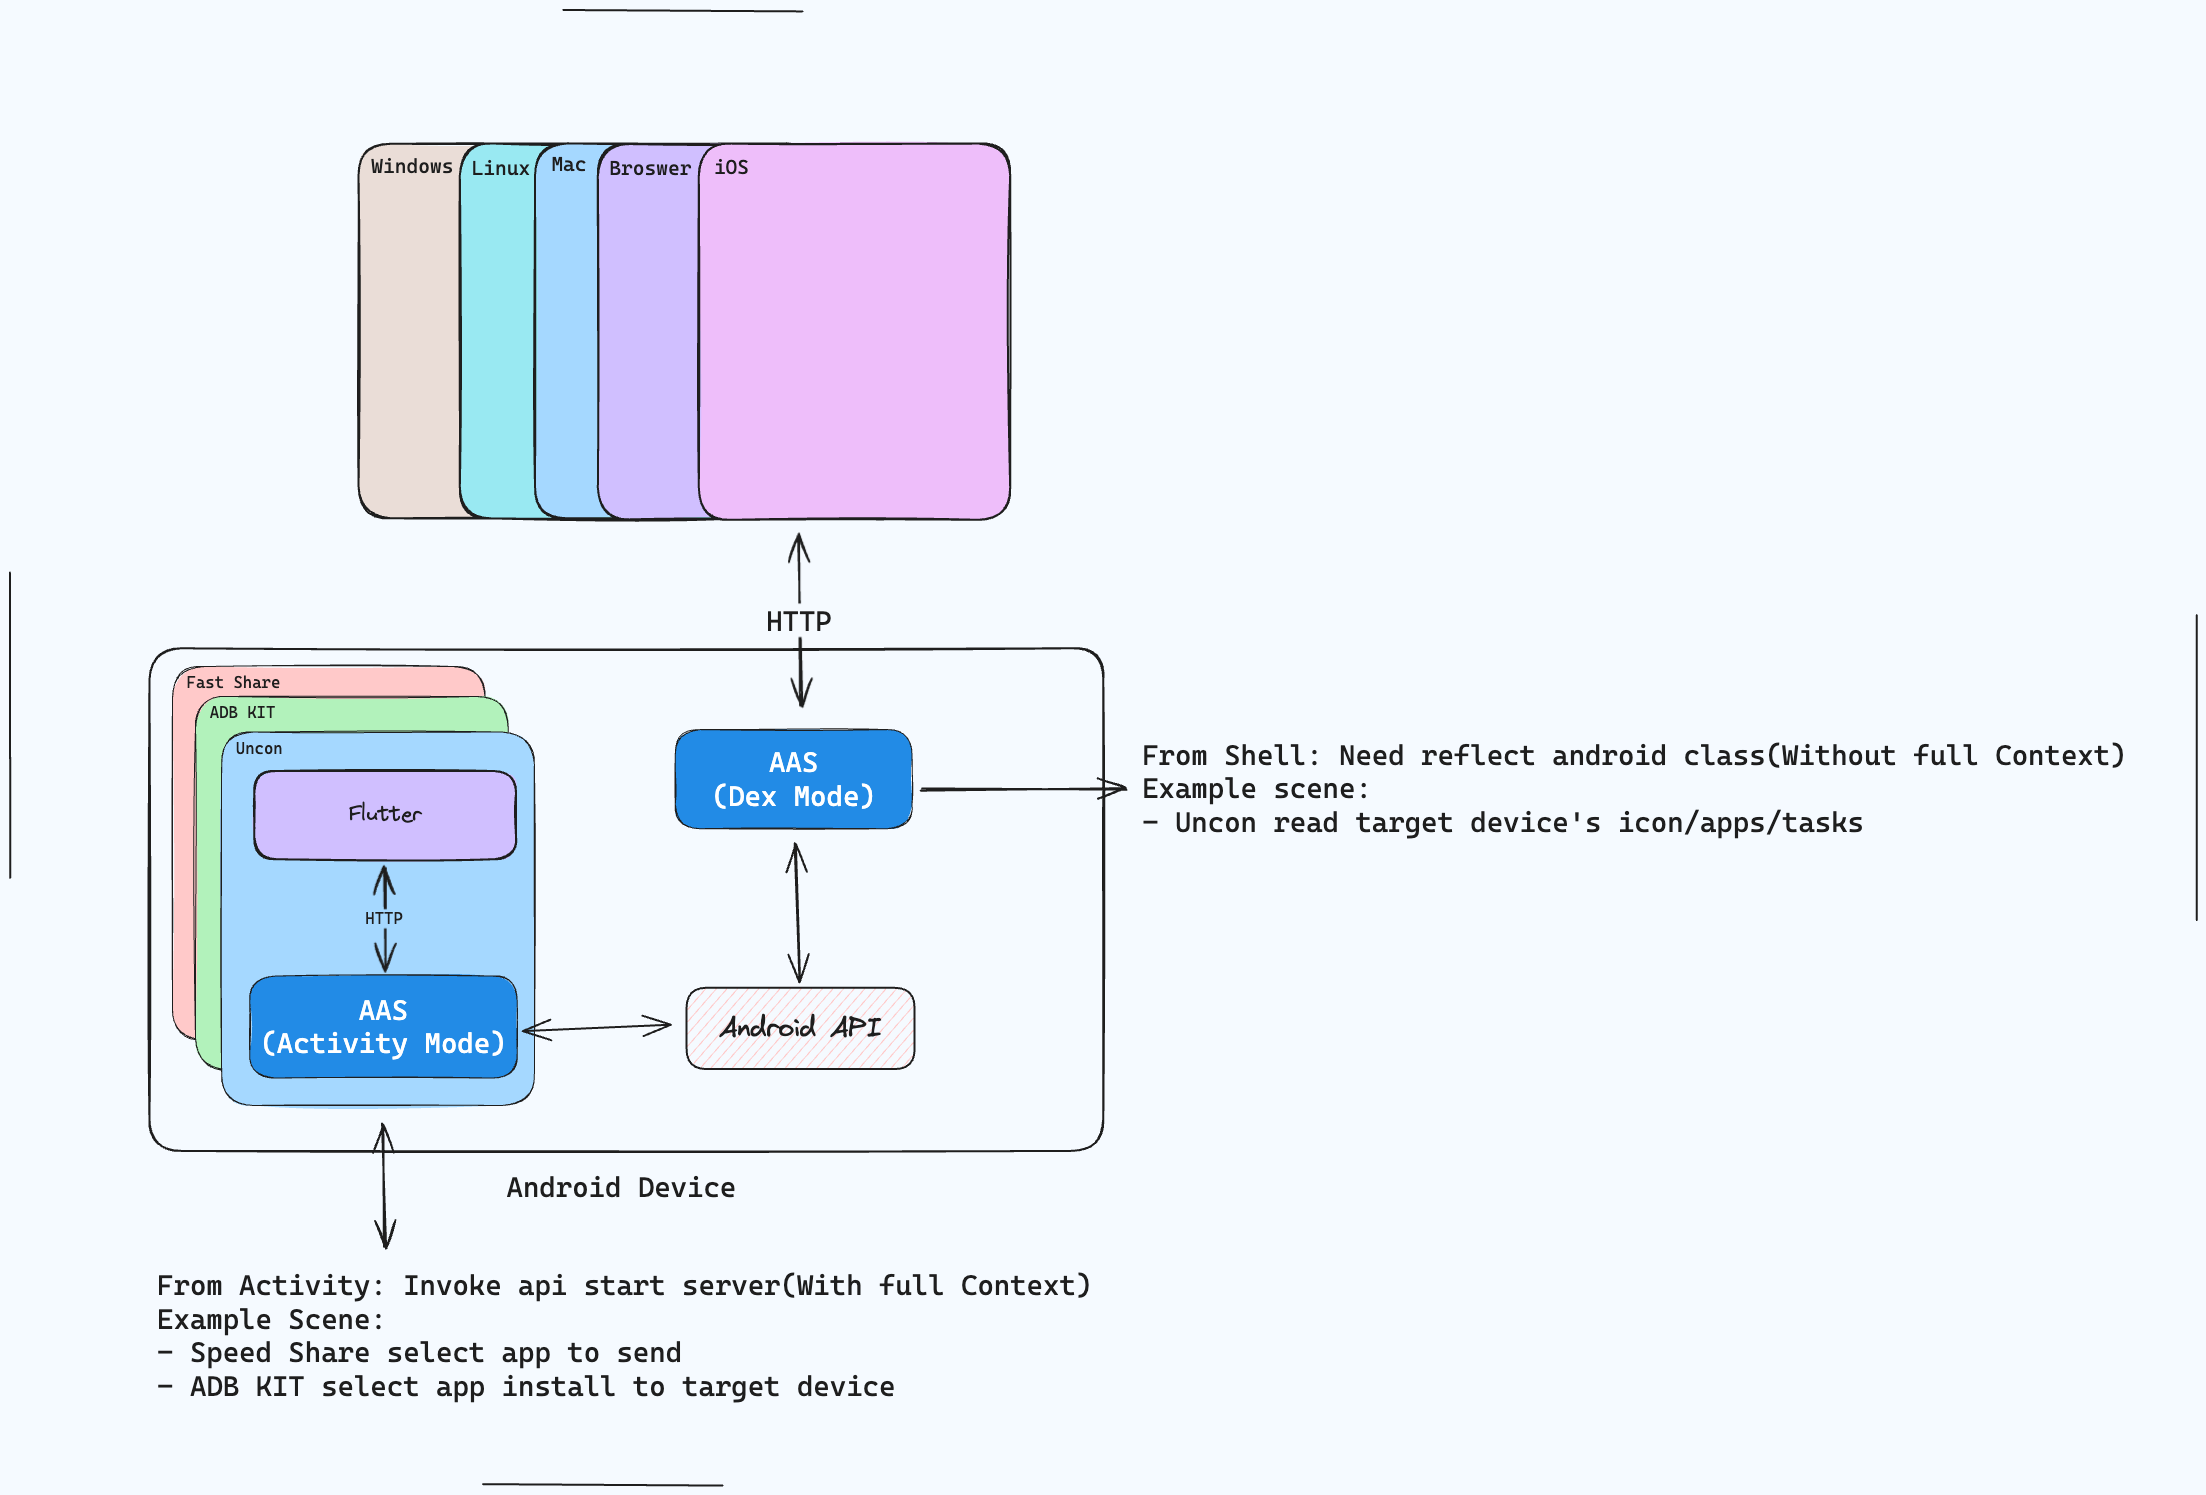 Windows
Linux
Mac
Broswer
iOS
HTTP
Fast Share
ADB KIT
Uncon
Flutter
HTTP
AAS
(Activity Mode)
AAS
(Dex Mode)
Android API
From Shell: Need reflect android class(Without full Context)
Example scene:
- Uncon read target device's icon/apps/tasks
Android Device
From Activity: Invoke api start server(With full Context)
Example Scene:
- Speed Share select app to send
- ADB KIT select app install to target device